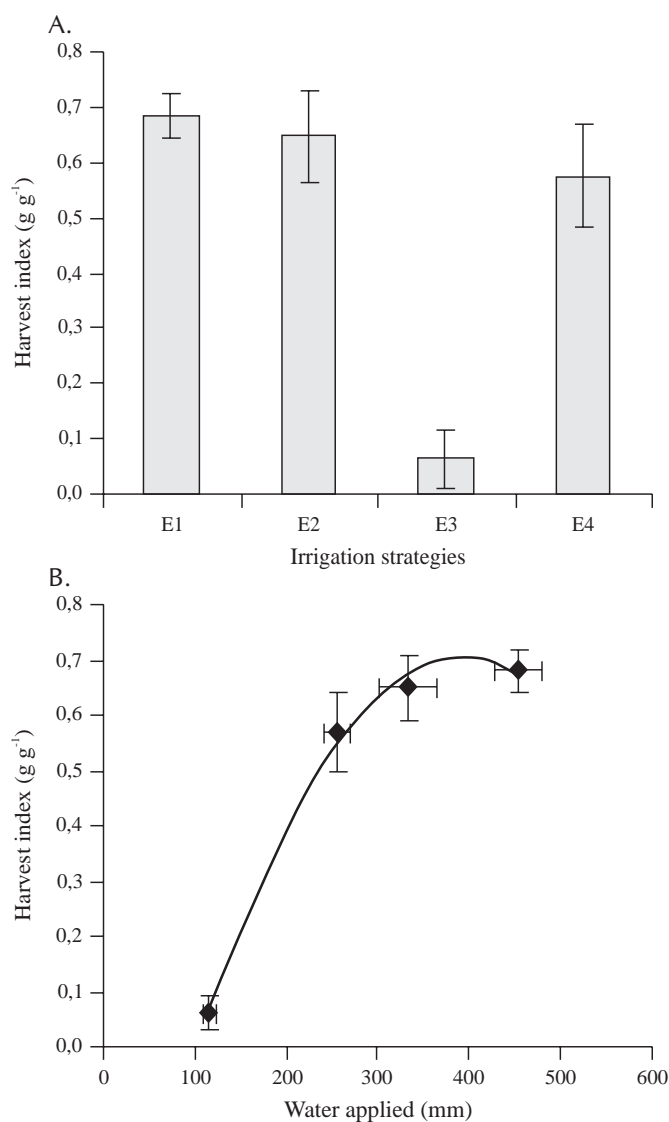 A.
0,8
0,7
0,6
0,5
0,4
0,3
0,2
0,1
0,0
Harvest index (g g⁻¹)
E1 E2 E3 E4
Irrigation strategies
B.
0,8
0,7
0,6
0,5
0,4
0,3
0,2
0,1
0,0
Harvest index (g g⁻¹)
0 100 200 300 400 500 600
Water applied (mm)